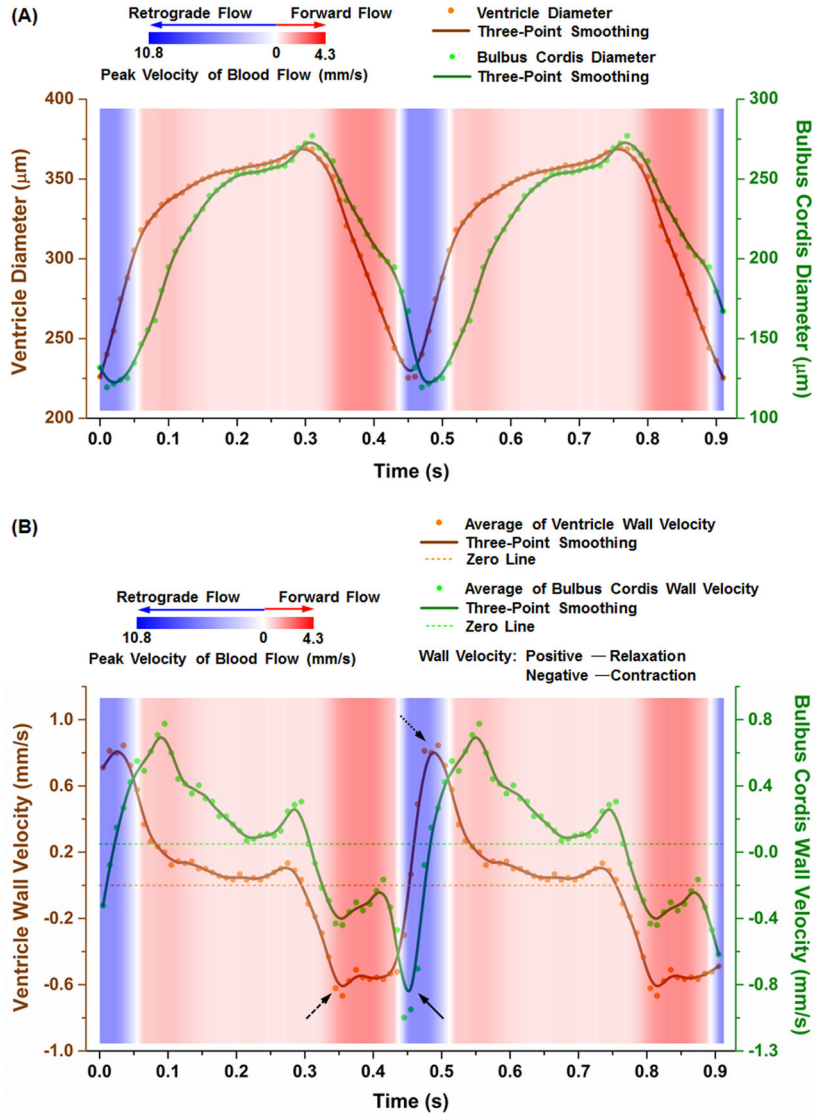 (A)
Retrograde Flow Forward Flow
10.8 0 4.3
Peak Velocity of Blood Flow (mm/s)
Ventricle Diameter
Three-Point Smoothing
Bulbus Cordis Diameter
Three-Point Smoothing
Ventricle Diameter (μm)
400
350
300
250
200
Bulbus Cordis Diameter (μm)
300
250
200
150
100
0.0 0.1 0.2 0.3 0.4 0.5 0.6 0.7 0.8 0.9
Time (s)
(B)
Average of Ventricle Wall Velocity
Three-Point Smoothing
Zero Line
Average of Bulbus Cordis Wall Velocity
Three-Point Smoothing
Zero Line
Wall Velocity: Positive — Relaxation
Negative — Contraction
Retrograde Flow Forward Flow
10.8 0 4.3
Peak Velocity of Blood Flow (mm/s)
Ventricle Wall Velocity (mm/s)
1.0
0.6
0.2
-0.2
-0.6
-1.0
Bulbus Cordis Wall Velocity (mm/s)
0.8
0.4
-0.0
-0.4
-0.8
-1.3
0.0 0.1 0.2 0.3 0.4 0.5 0.6 0.7 0.8 0.9
Time (s)